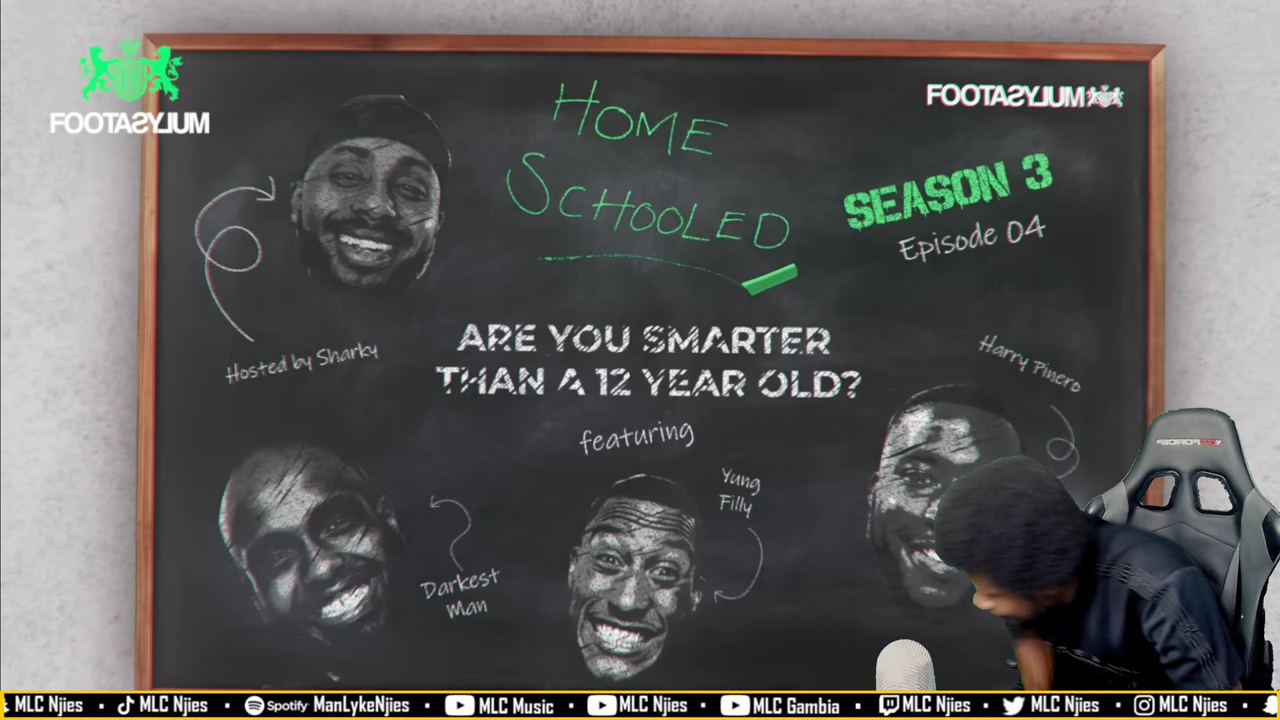 FOOTASYLUM
FOOTASYLUM
HOME
SCHOOLED
SEASON 3
Episode 04
Hosted by Sharky
ARE YOU SMARTER
THAN A 12 YEAR OLD?
Harry Pinero
featuring
Yung
Filly
Darkest
Man
MLC Njies · MLC Njies · Spotify ManLykeNjies · MLC Music · MLC Njies · MLC Gambia · MLC Njies · MLC Njies · MLC Njies ·